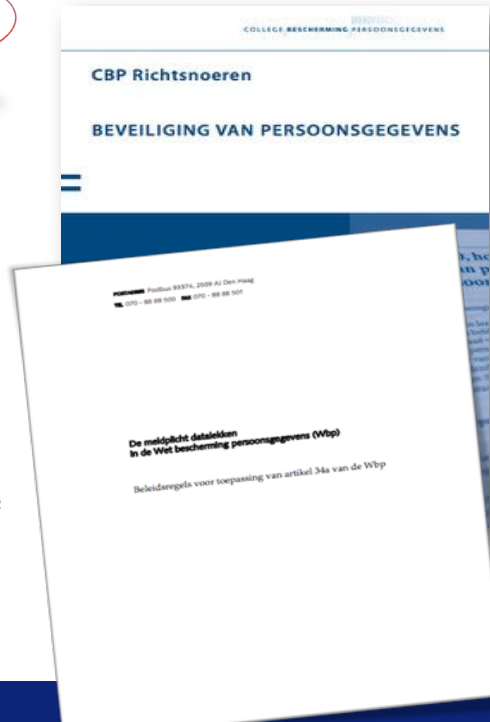 COLLEGE BESCHERMING PERSOONSGEGEVENS
CBP Richtsnoeren
BEVEILIGING VAN PERSOONSGEGEVENS
POSTADRES Postbus 93374, 2509 AJ Den Haag
TEL 070 - 88 88 500 FAX 070 - 88 88 501
De meldplicht datalekken
in de Wet bescherming persoonsgegevens (Wbp)
Beleidsregels voor toepassing van artikel 34a van de Wbp